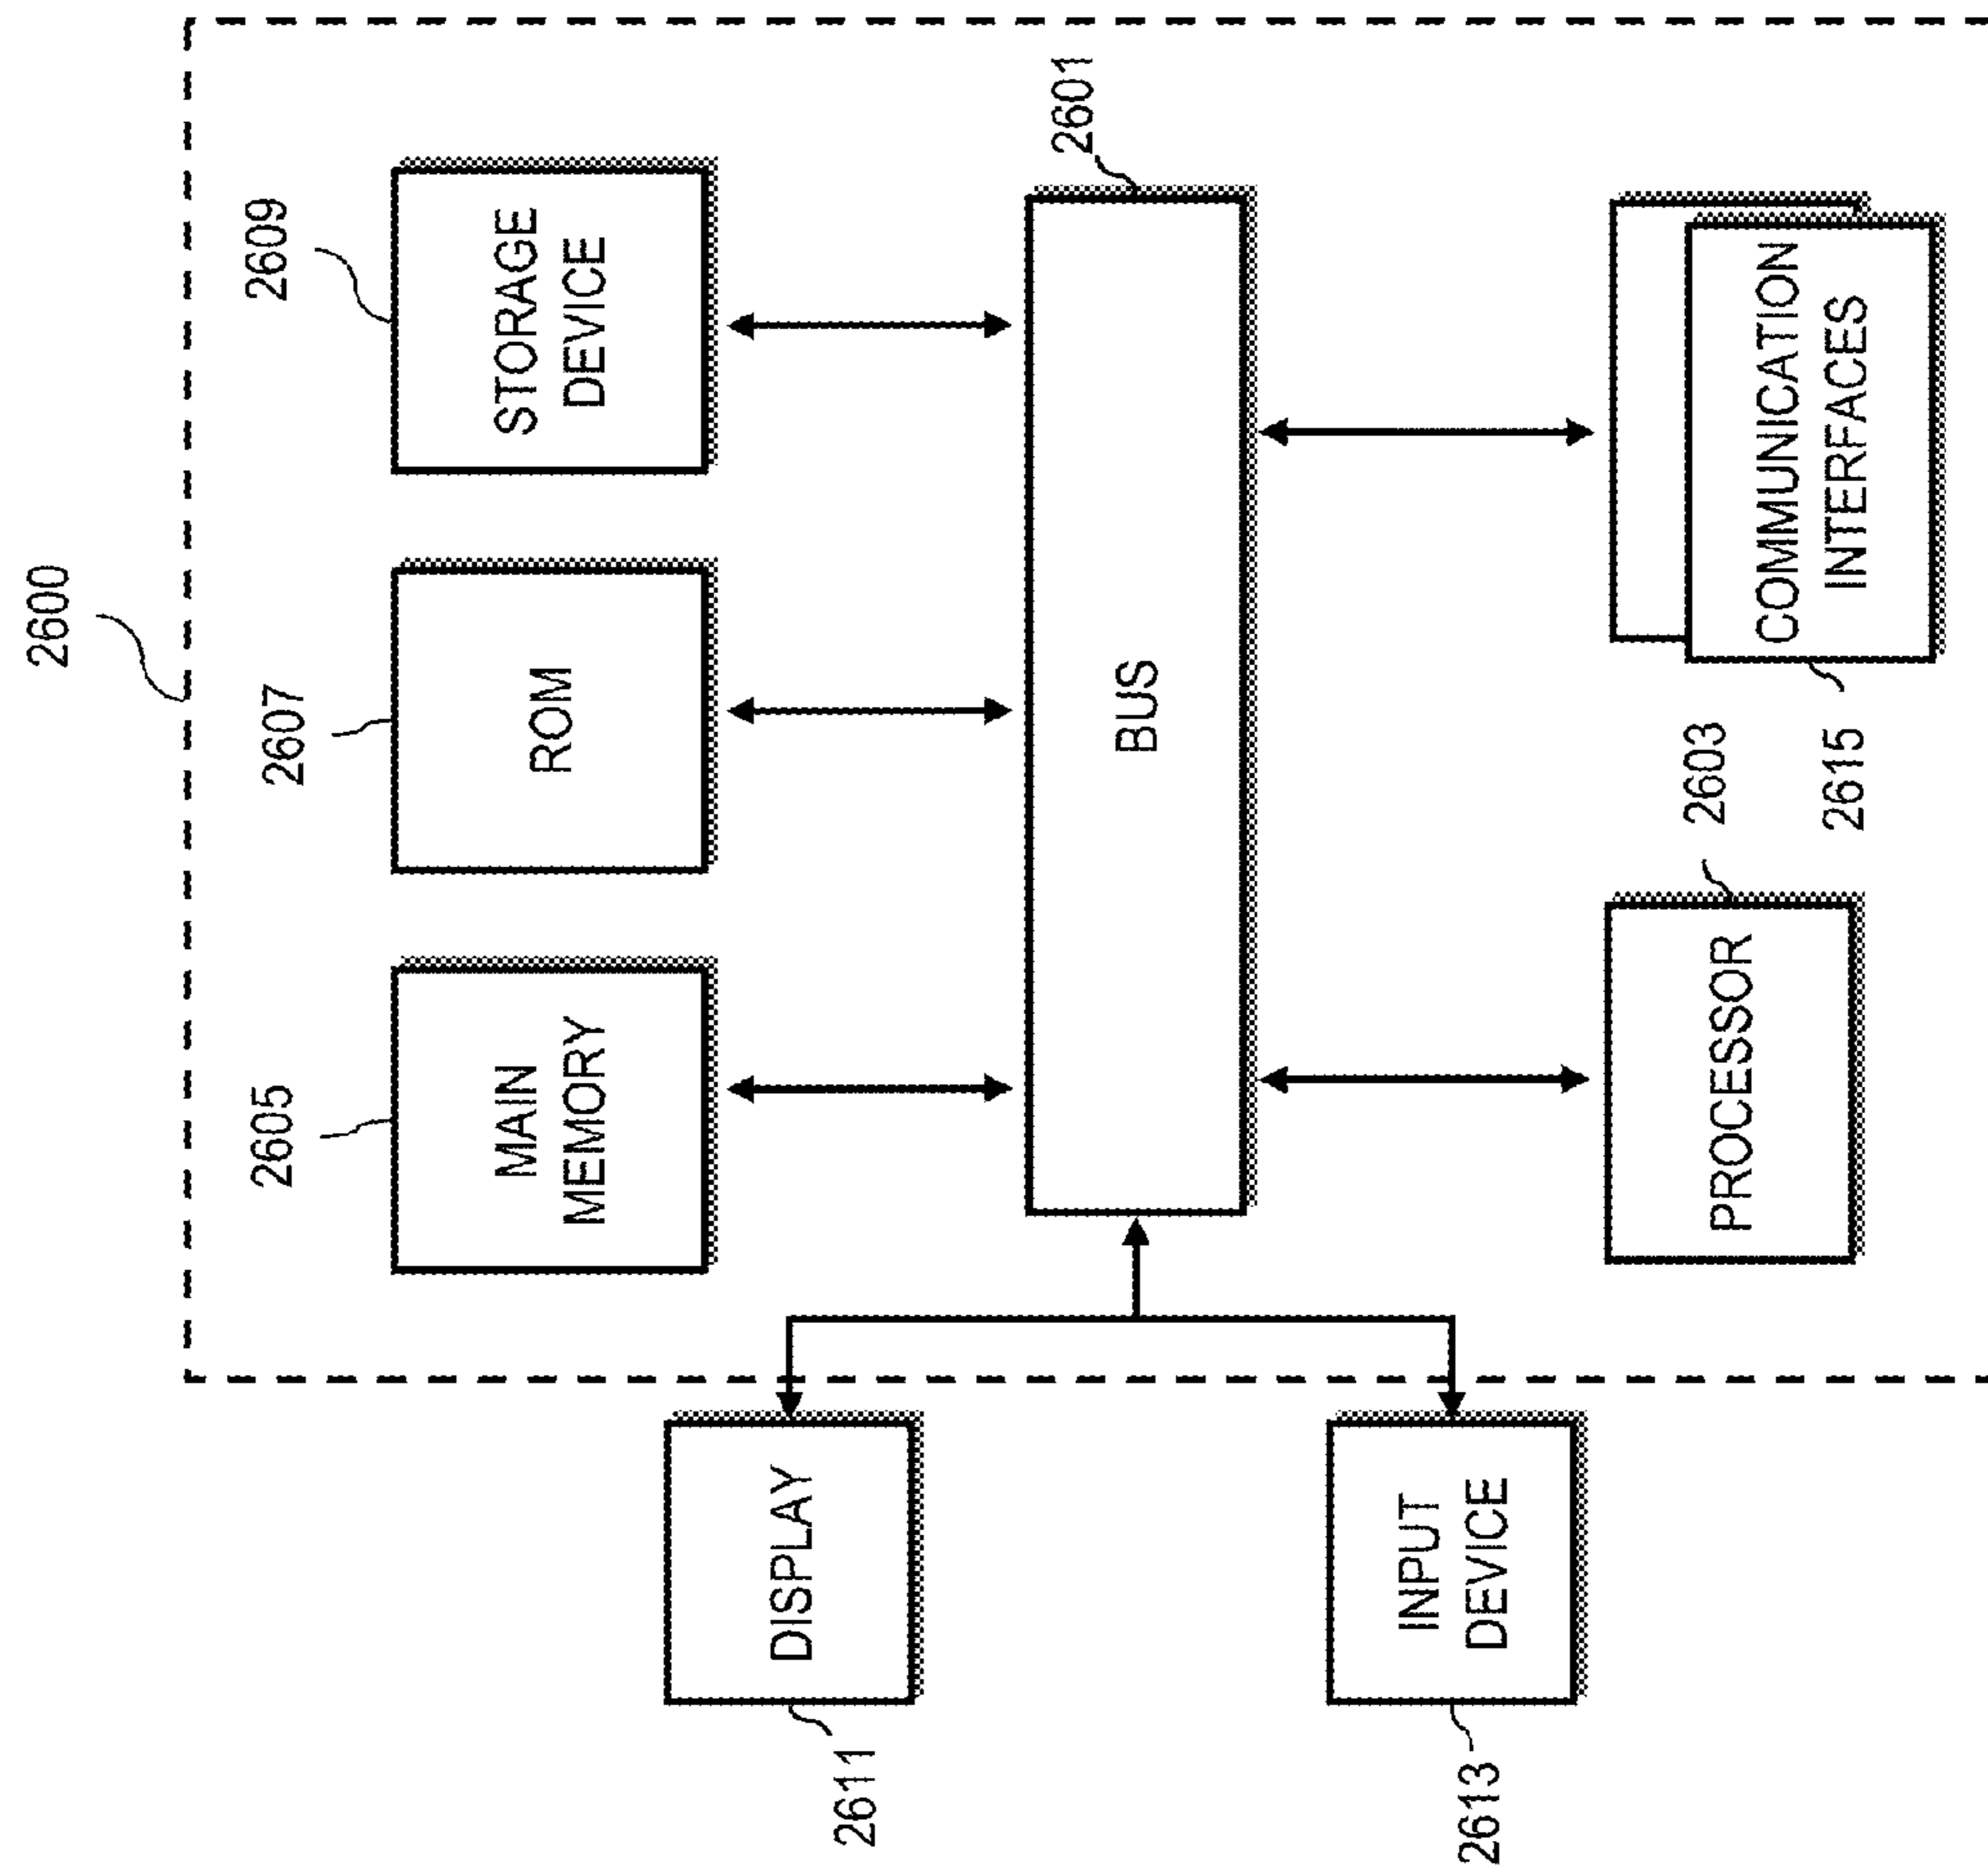 2600
2605
2607
2609
MAIN
MEMORY
ROM
STORAGE
DEVICE
DISPLAY
2611
BUS
2601
INPUT
DEVICE
2613
PROCESSOR
2603
COMMUNICATION
INTERFACES
2615